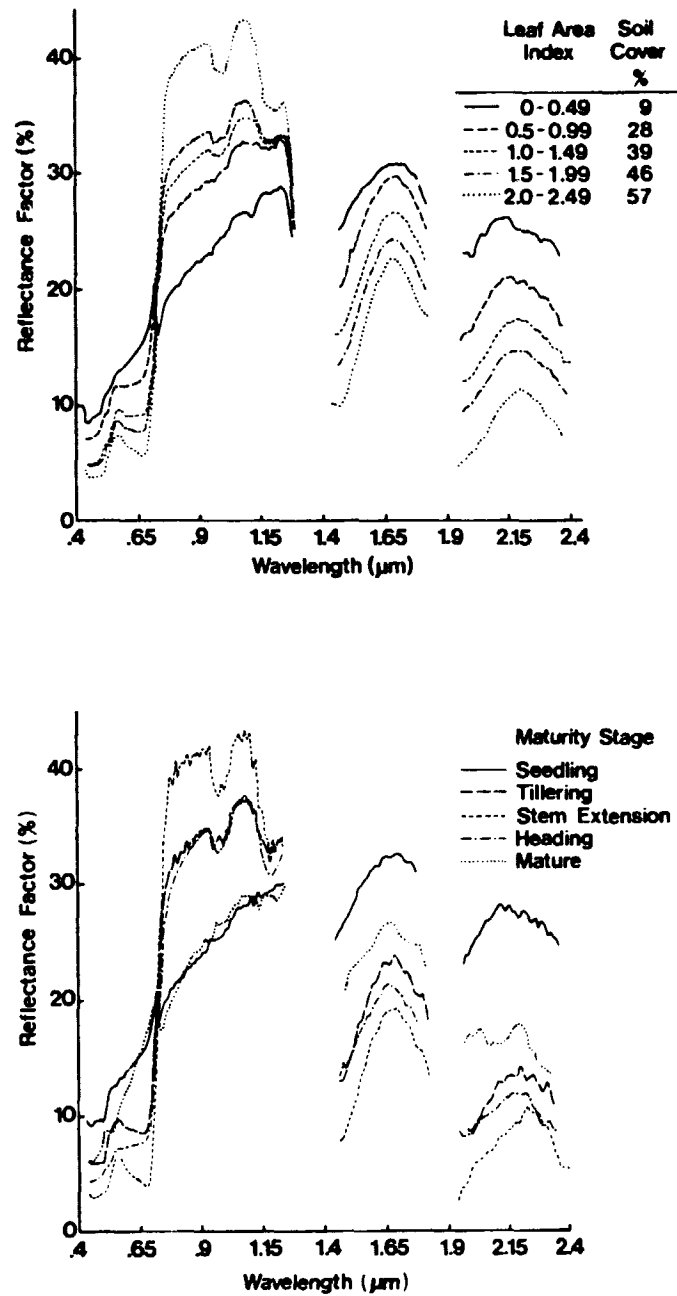 Leaf Area Soil
Index Cover
%
0-0.49 9
0.5-0.99 28
1.0-1.49 39
1.5-1.99 46
2.0-2.49 57
Reflectance Factor (%)
40
30
20
10
0
.4 .65 .9 1.15 1.4 1.65 1.9 2.15 2.4
Wavelength (μm)
Maturity Stage
Seedling
Tillering
Stem Extension
Heading
Mature
Reflectance Factor (%)
40
30
20
10
0
.4 .65 .9 1.15 1.4 1.65 1.9 2.15 2.4
Wavelength (μm)